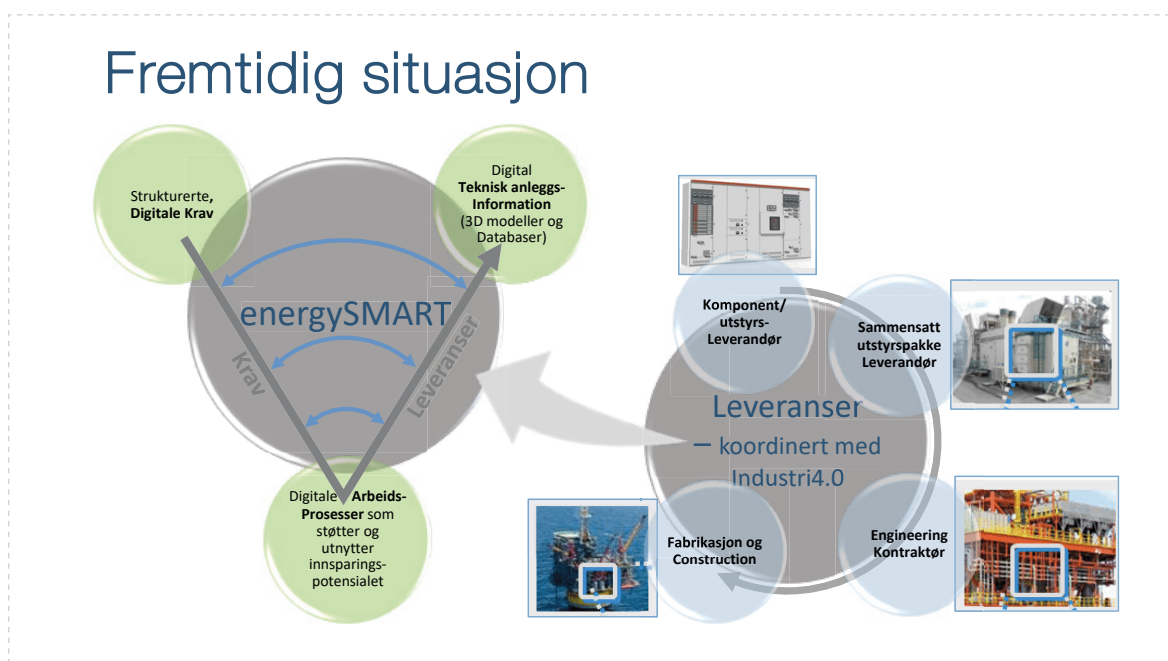 Fremtidig situasjon
Strukturerte,
Digitale Krav
Digital
Teknisk anleggs-
Information
(3D modeller og
Databaser)
energySMART
Krav
Leveranser
Digitale Arbeids-
Prosesser som
støtter og
utnytter
innsparings-
potensialet
Komponent/
utstyrs-
Leverandør
Sammensatt
utstyrspakke
Leverandør
Leveranser
– koordinert med
Industri4.0
Engineering
Kontraktør
Fabrikasjon og
Construction